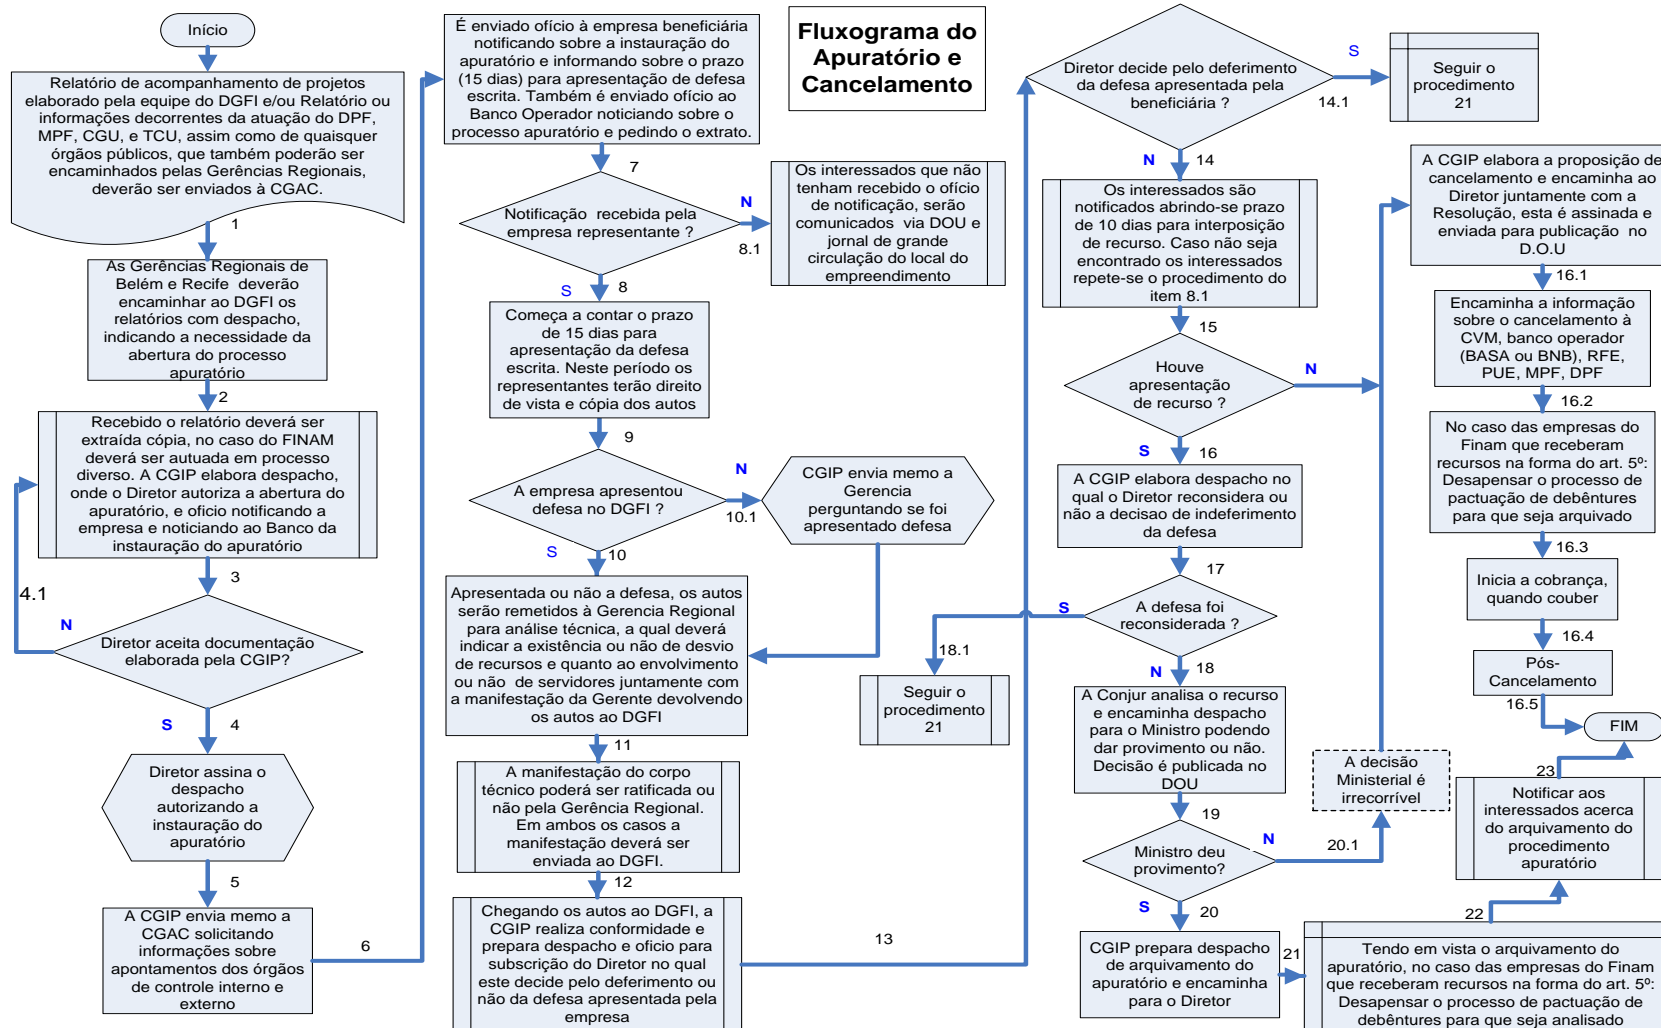 Início
Relatório de acompanhamento de projetos
elaborado pela equipe do DGFI e/ou Relatório ou
informações decorrentes da atuação do DPF,
MPF, CGU, e TCU, assim como de quaisquer
órgãos públicos, que também poderão ser
encaminhados pelas Gerências Regionais,
deverão ser enviados à CGAC.
1
As Gerências Regionais de
Belém e Recife deverão
encaminhar ao DGFI os
relatórios com despacho,
indicando a necessidade da
abertura do processo
apuratório
2
Recebido o relatório deverá ser
extraída cópia, no caso do FINAM
deverá ser autuada em processo
diverso. A CGIP elabora despacho,
onde o Diretor autoriza a abertura do
apuratório, e oficio notificando a
empresa e noticiando ao Banco da
instauração do apuratório
3
4.1
N
Diretor aceita documentação
elaborada pela CGIP?
S
4
Diretor assina o
despacho
autorizando a
instauração do
apuratório
5
A CGIP envia memo a
CGAC solicitando
informações sobre
apontamentos dos órgãos
de controle interno e
externo
6
É enviado ofício à empresa beneficiária
notificando sobre a instauração do
apuratório e informando sobre o prazo
(15 dias) para apresentação de defesa
escrita. Também é enviado ofício ao
Banco Operador noticiando sobre o
processo apuratório e pedindo o extrato.
7
Notificação recebida pela
empresa representante ?
N
8.1
Os interessados que não
tenham recebido o ofício
de notificação, serão
comunicados via DOU e
jornal de grande
circulação do local do
empreendimento
S
8
Começa a contar o prazo
de 15 dias para
apresentação da defesa
escrita. Neste período os
representantes terão direito
de vista e cópia dos autos
9
A empresa apresentou
defesa no DGFI ?
N
10.1
CGIP envia memo a
Gerencia
perguntando se foi
apresentado defesa
S
10
Apresentada ou não a defesa, os autos
serão remetidos à Gerencia Regional
para análise técnica, a qual deverá
indicar a existência ou não de desvio
de recursos e quanto ao envolvimento
ou não de servidores juntamente com
a manifestação da Gerente devolvendo
os autos ao DGFI
11
A manifestação do corpo
técnico poderá ser ratificada ou
não pela Gerência Regional.
Em ambos os casos a
manifestação deverá ser
enviada ao DGFI.
12
Chegando os autos ao DGFI, a
CGIP realiza conformidade e
prepara despacho e oficio para
subscrição do Diretor no qual
este decide pelo deferimento ou
não da defesa apresentada pela
empresa
13
Fluxograma do
Apuratório e
Cancelamento
Diretor decide pelo deferimento
da defesa apresentada pela
beneficiária ?
S
14.1
Seguir o
procedimento
21
N
14
Os interessados são
notificados abrindo-se prazo
de 10 dias para interposição
de recurso. Caso não seja
encontrado os interessados
repete-se o procedimento do
item 8.1
15
Houve
apresentação
de recurso ?
N
S
16
A CGIP elabora despacho no
qual o Diretor reconsidera ou
não a decisao de indeferimento
da defesa
17
A defesa foi
reconsiderada ?
S
18.1
Seguir o
procedimento
21
N
18
A Conjur analisa o recurso
e encaminha despacho
para o Ministro podendo
dar provimento ou não.
Decisão é publicada no
DOU
19
Ministro deu
provimento?
N
20.1
A decisão
Ministerial é
irrecorrível
S
20
CGIP prepara despacho
de arquivamento do
apuratório e encaminha
para o Diretor
21
Tendo em vista o arquivamento do
apuratório, no caso das empresas do Finam
que receberam recursos na forma do art. 5º:
Desapensar o processo de pactuação de
debêntures para que seja analisado
22
Notificar aos
interessados acerca
do arquivamento do
procedimento
apuratório
23
A CGIP elabora a proposição de
cancelamento e encaminha ao
Diretor juntamente com a
Resolução, esta é assinada e
enviada para publicação no
D.O.U
16.1
Encaminha a informação
sobre o cancelamento à
CVM, banco operador
(BASA ou BNB), RFE,
PUE, MPF, DPF
16.2
No caso das empresas do
Finam que receberam
recursos na forma do art. 5º:
Desapensar o processo de
pactuação de debêntures
para que seja arquivado
16.3
Inicia a cobrança,
quando couber
16.4
Pós-
Cancelamento
16.5
FIM